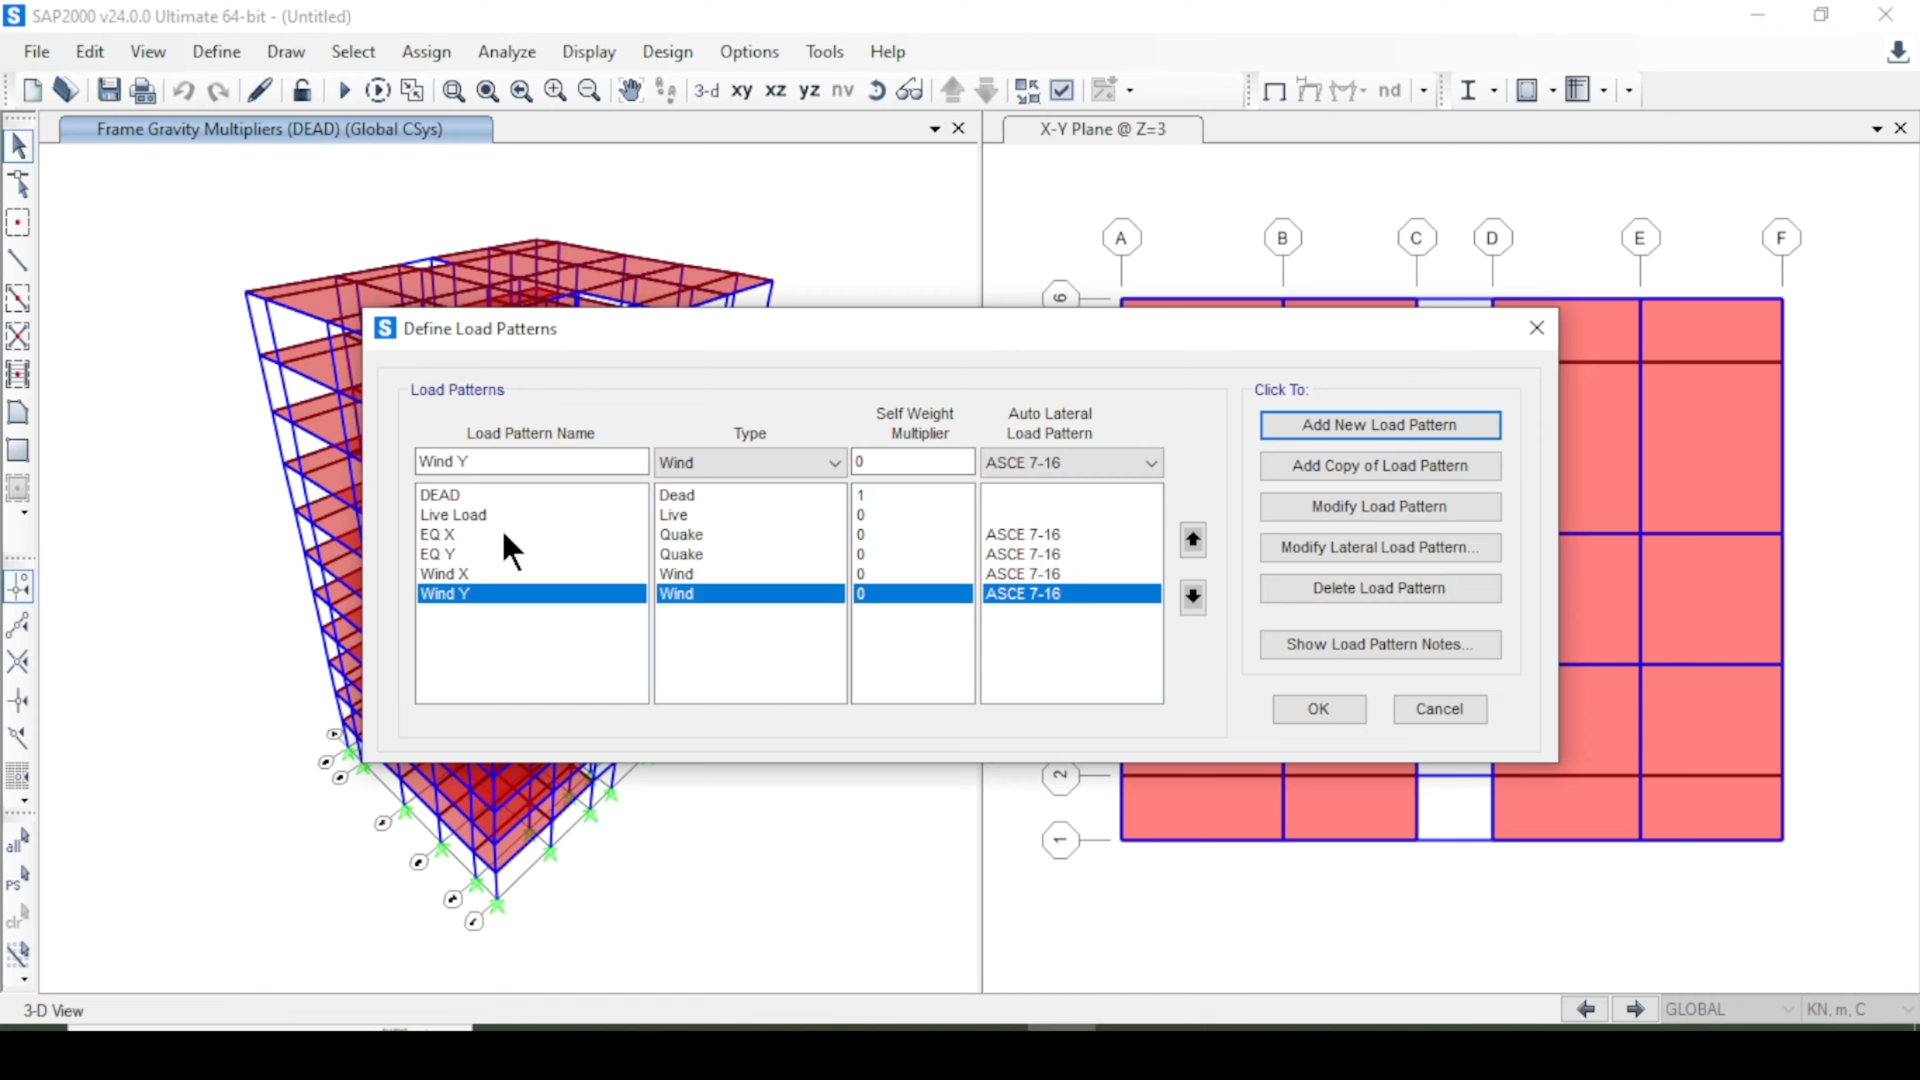 SAP2000 v24.0.0 Ultimate 64-bit - (Untitled)
File Edit View Define Draw Select Assign Analyze Display Design Options Tools Help
3-d xy xz yz nv nd
Frame Gravity Multipliers (DEAD) (Global CSys)
X-Y Plane @ Z=3
A B C D E F
6
Define Load Patterns
Load Patterns
Click To:
Load Pattern Name Type Self Weight Multiplier Auto Lateral Load Pattern
Wind Y Wind 0 ASCE 7-16
DEAD Dead 1
Live Load Live 0
EQ X Quake 0 ASCE 7-16
EQ Y Quake 0 ASCE 7-16
Wind X Wind 0 ASCE 7-16
Wind Y Wind 0 ASCE 7-16
Add New Load Pattern
Add Copy of Load Pattern
Modify Load Pattern
Modify Lateral Load Pattern...
Delete Load Pattern
Show Load Pattern Notes...
OK Cancel
2
1
all
PS
clr
3-D View
GLOBAL KN, m, C